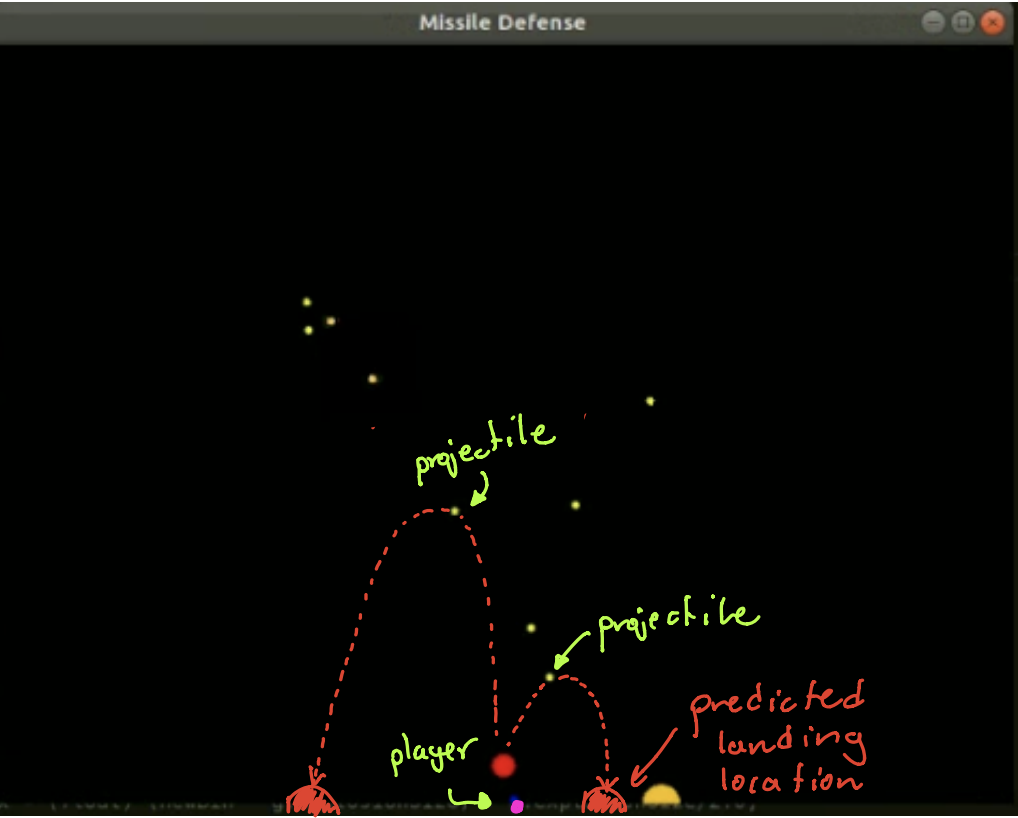 Missile Defense
projectile
projectile
predicted
landing
location
player